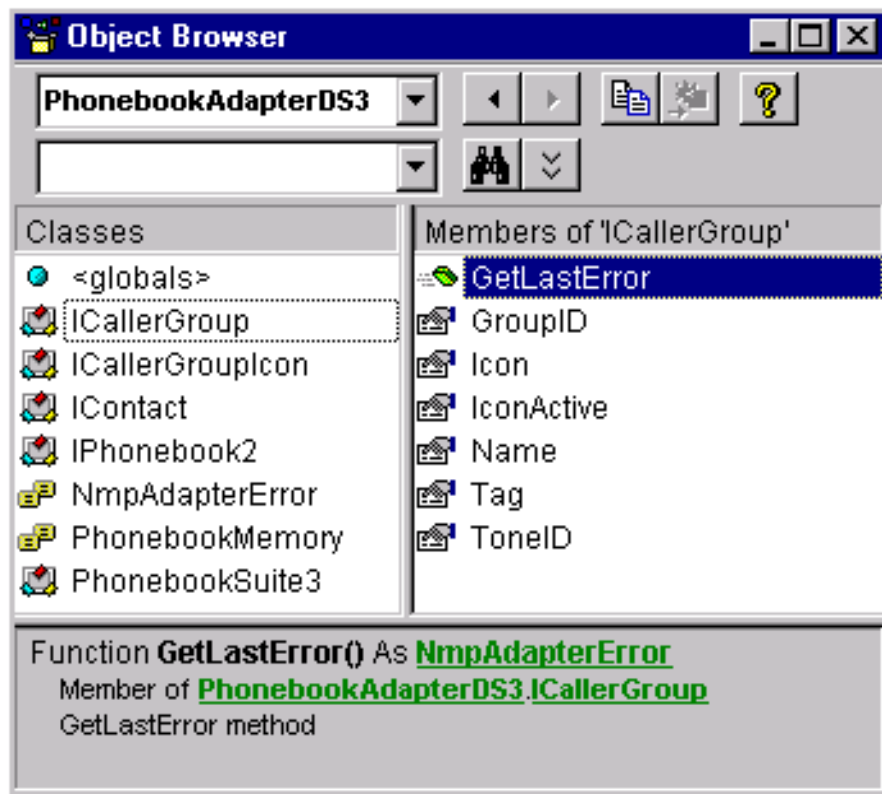 Object Browser
PhonebookAdapterDS3
Classes
Members of 'ICallerGroup'
<globals>
GetLastError
ICallerGroup
GroupID
ICallerGroupIcon
Icon
IContact
IconActive
IPhonebook2
Name
NmpAdapterError
Tag
PhonebookMemory
ToneID
PhonebookSuite3
Function GetLastError() As NmpAdapterError
Member of PhonebookAdapterDS3.ICallerGroup
GetLastError method